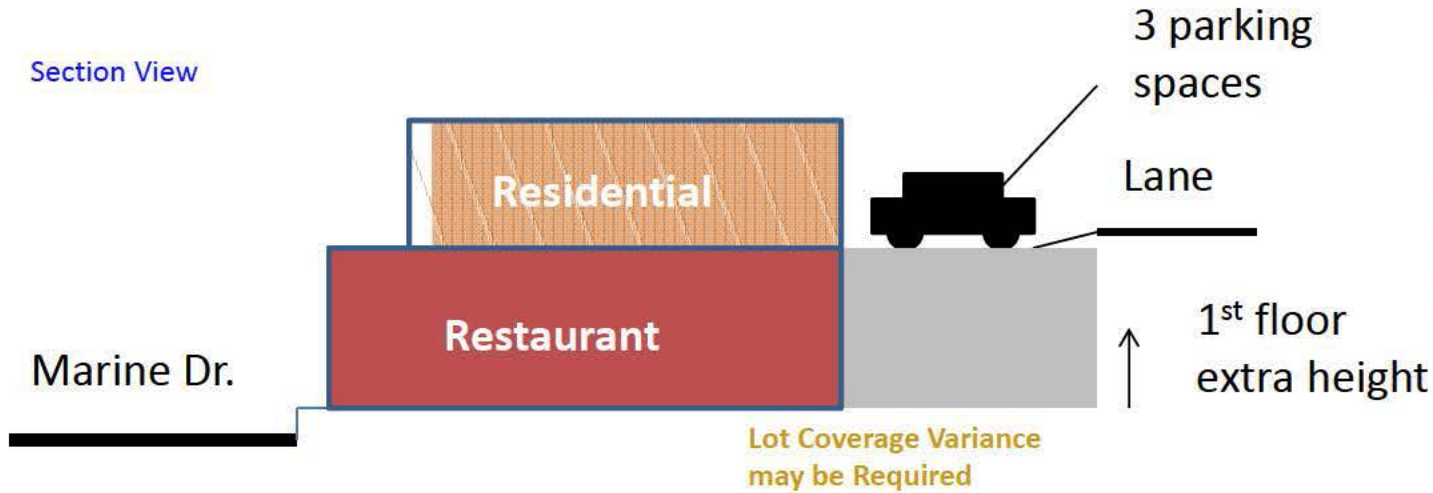 Section View
3 parking
spaces
Residential
Lane
Restaurant
Marine Dr.
1st floor
extra height
Lot Coverage Variance
may be Required